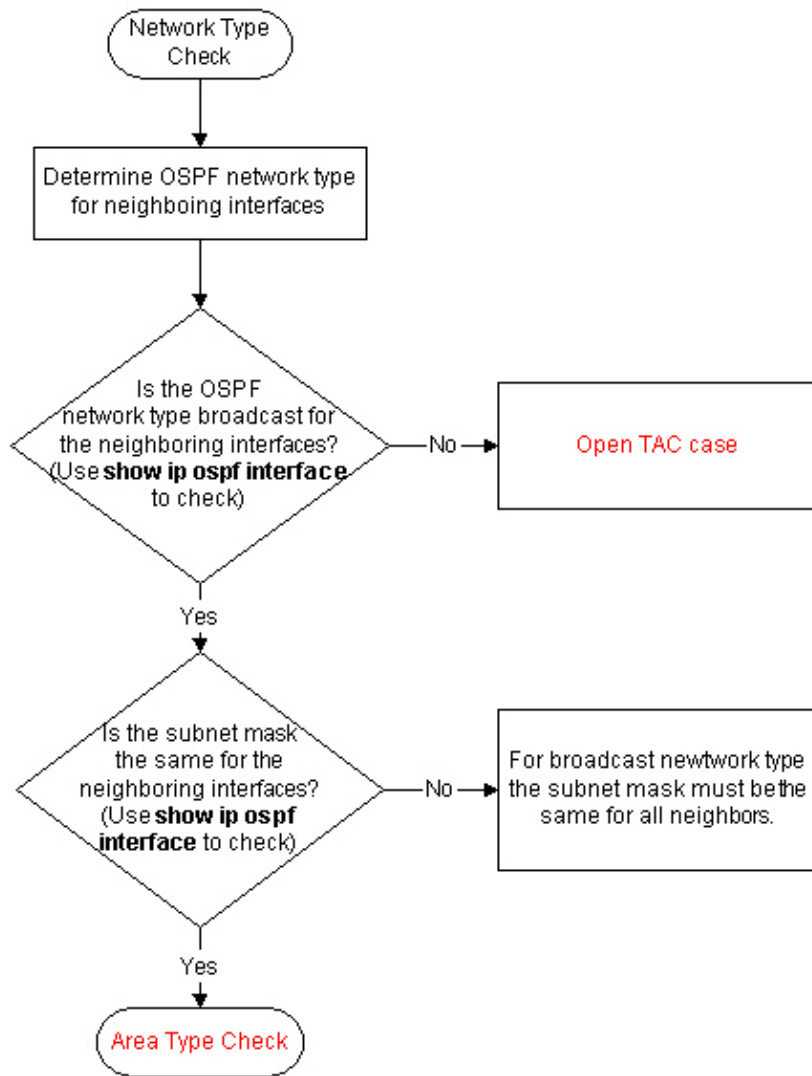 Network Type
Check
Determine OSPF network type
for neighboing interfaces
Is the OSPF
network type broadcast for
the neighboring interfaces?
(Use show ip ospf interface
to check)
No
Open TAC case
Yes
Is the subnet mask
the same for the
neighboring interfaces?
(Use show ip ospf
interface to check)
No
For broadcast newtwork type
the subnet mask must bethe
same for all neighbors.
Yes
Area Type Check